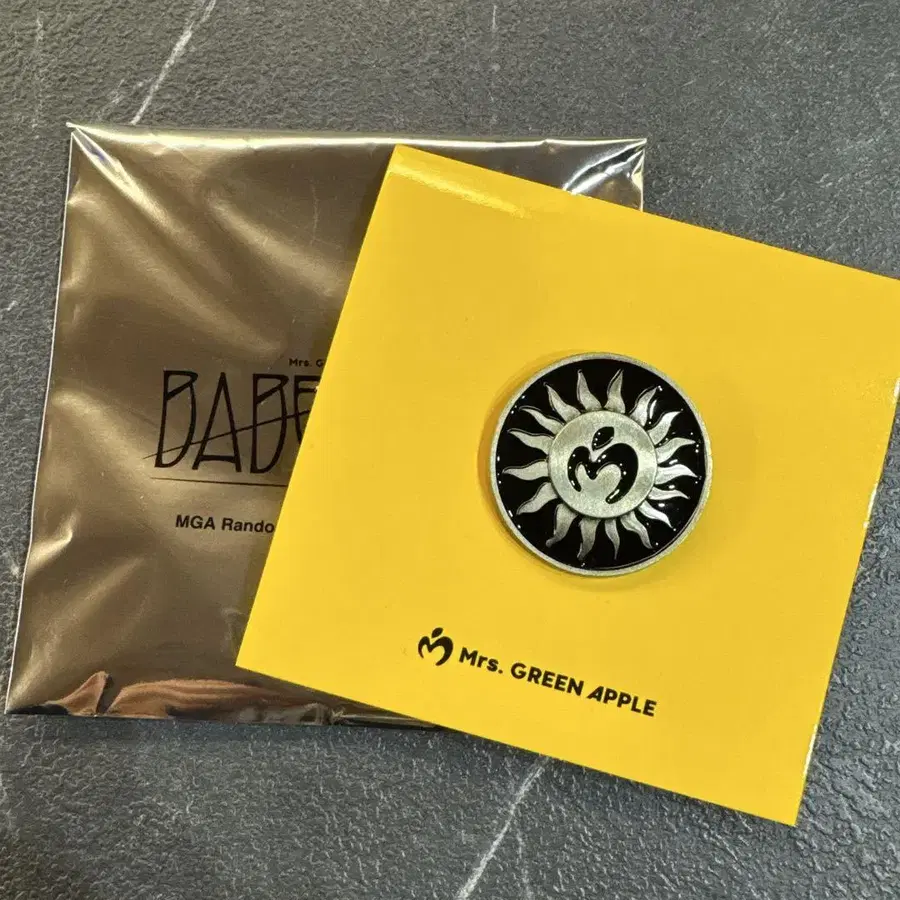 Mrs. G
BABE
MGA Rando
Mrs. GREEN APPLE